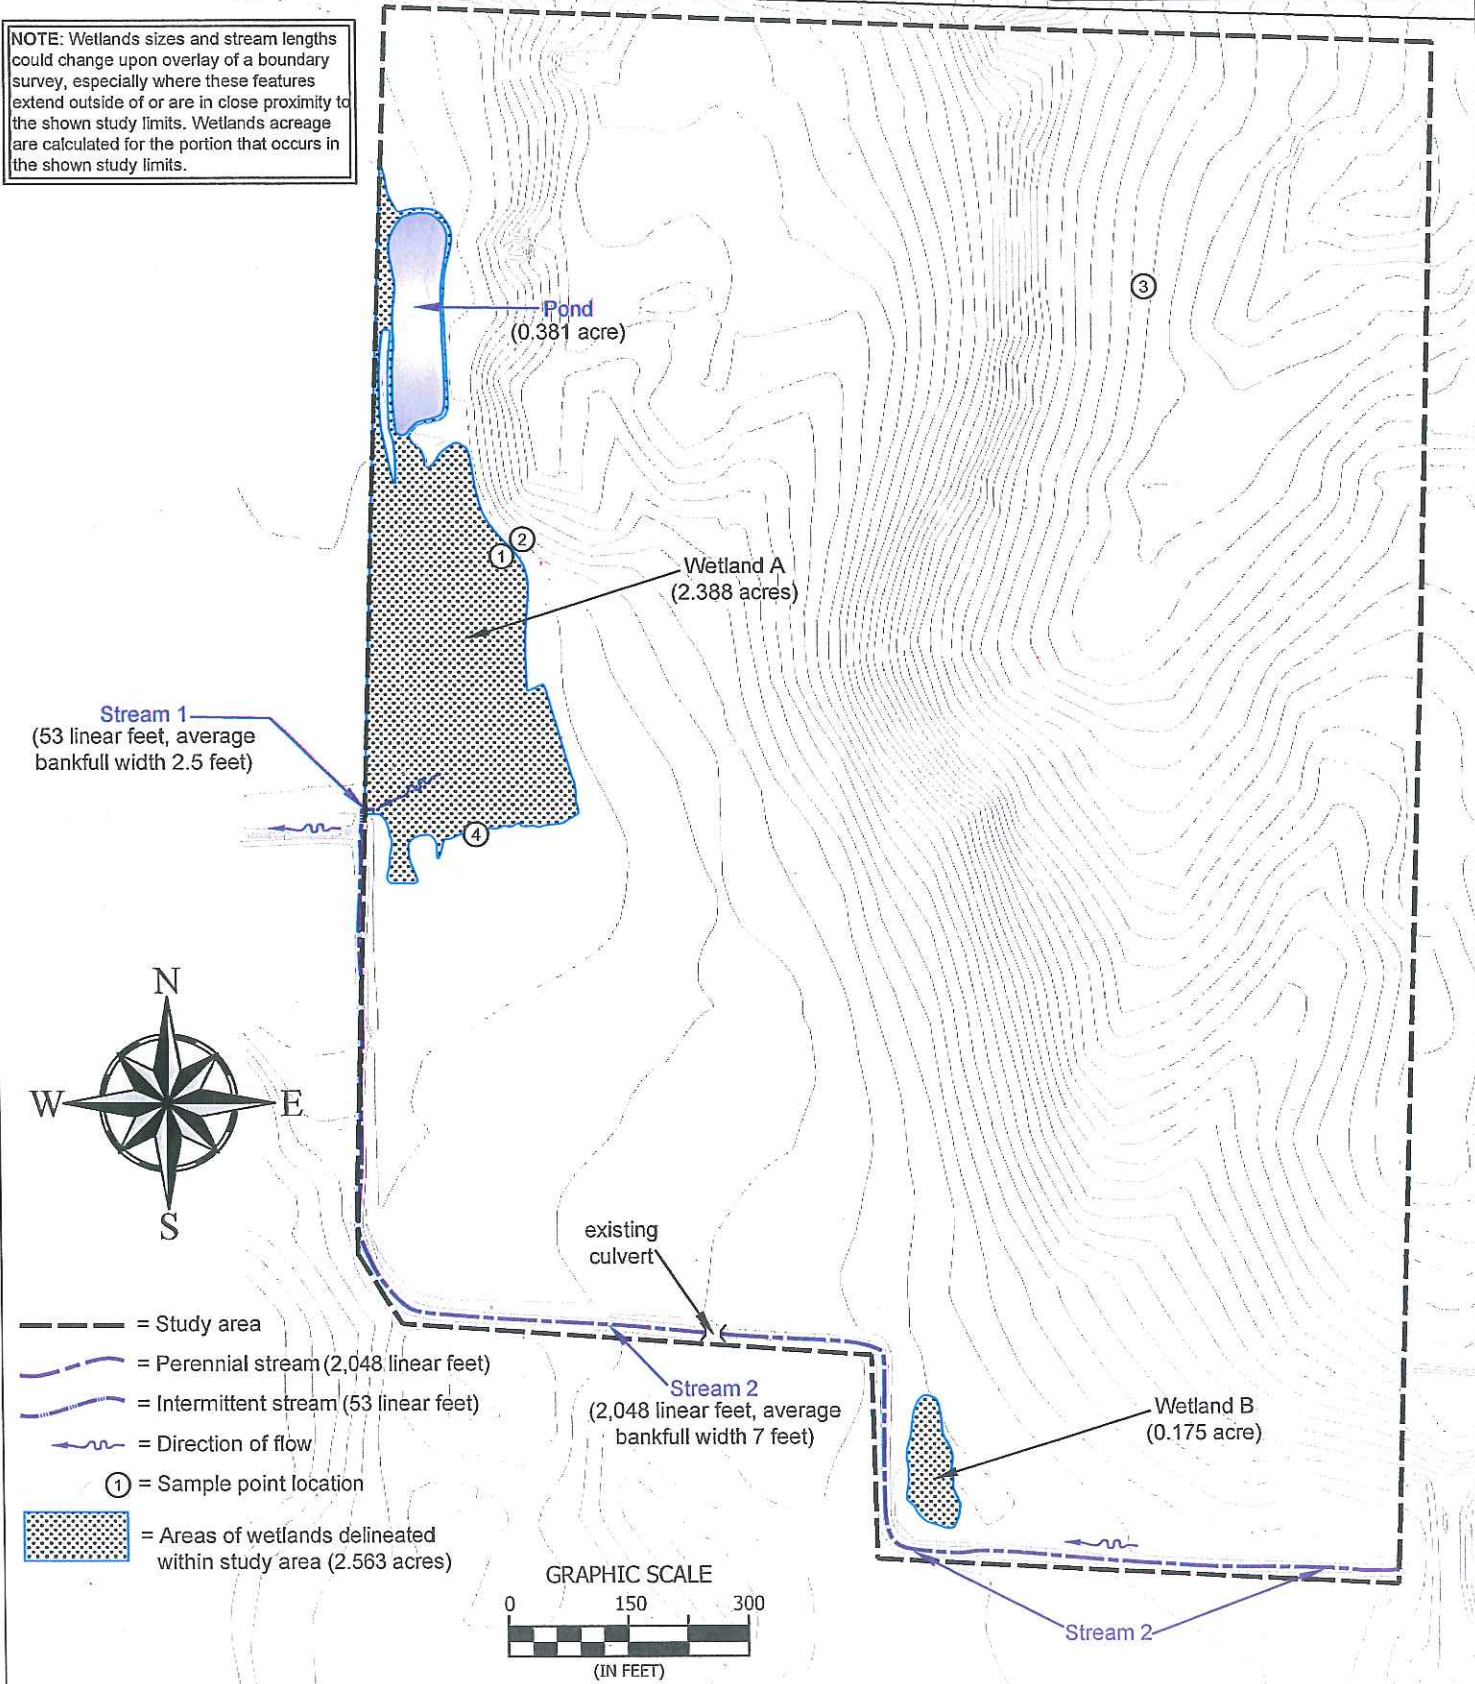 NOTE: Wetlands sizes and stream lengths
could change upon overlay of a boundary
survey, especially where these features
extend outside of or are in close proximity to
the shown study limits. Wetlands acreage
are calculated for the portion that occurs in
the shown study limits.
Pond
(0.381 acre)
3
2
1
Wetland A
(2.388 acres)
Stream 1
(53 linear feet, average
bankfull width 2.5 feet)
4
N
W
E
S
existing
culvert
= Study area
= Perennial stream (2,048 linear feet)
= Intermittent stream (53 linear feet)
= Direction of flow
1 = Sample point location
= Areas of wetlands delineated
within study area (2.563 acres)
Stream 2
(2,048 linear feet, average
bankfull width 7 feet)
Wetland B
(0.175 acre)
GRAPHIC SCALE
0 150 300
(IN FEET)
Stream 2